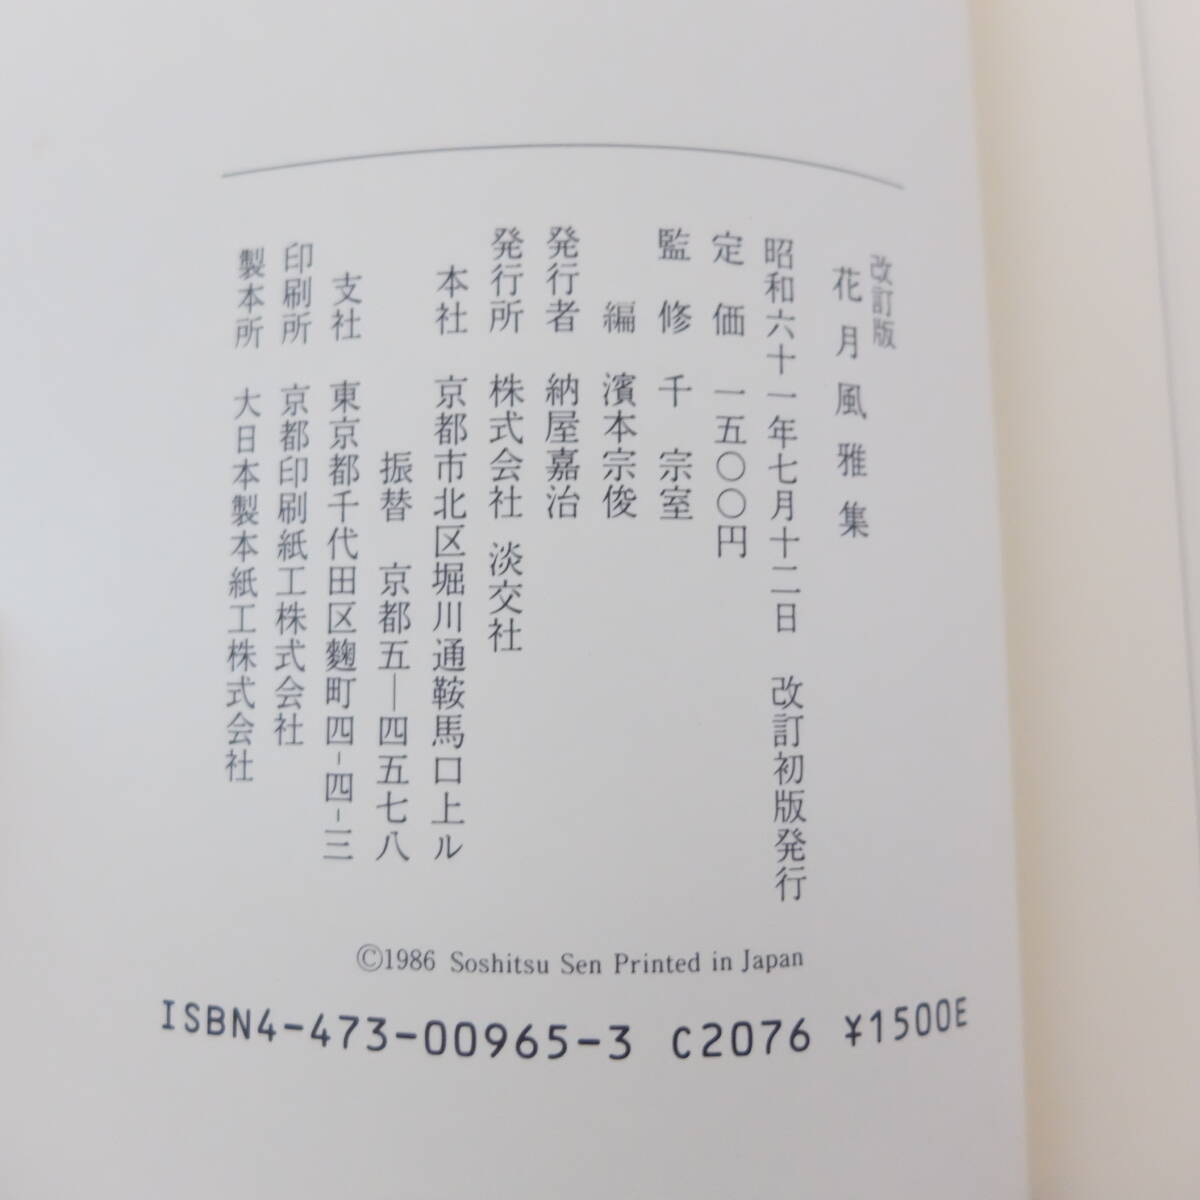 改訂版
花月風雅集
昭和六十一年七月十二日　改訂初版発行
定価　一五〇〇円
監修　千　宗室
編　濱本宗俊
発行者　納屋嘉治
発行所　株式会社 淡交社
本社　京都市北区堀川通鞍馬口上ル
振替　京都五―四五七八
支社　東京都千代田区麴町四-四-三
印刷所　京都印刷紙工株式会社
製本所　大日本製本紙工株式会社
©1986 Soshitsu Sen Printed in Japan
ISBN4-473-00965-3 C2076 ¥1500E